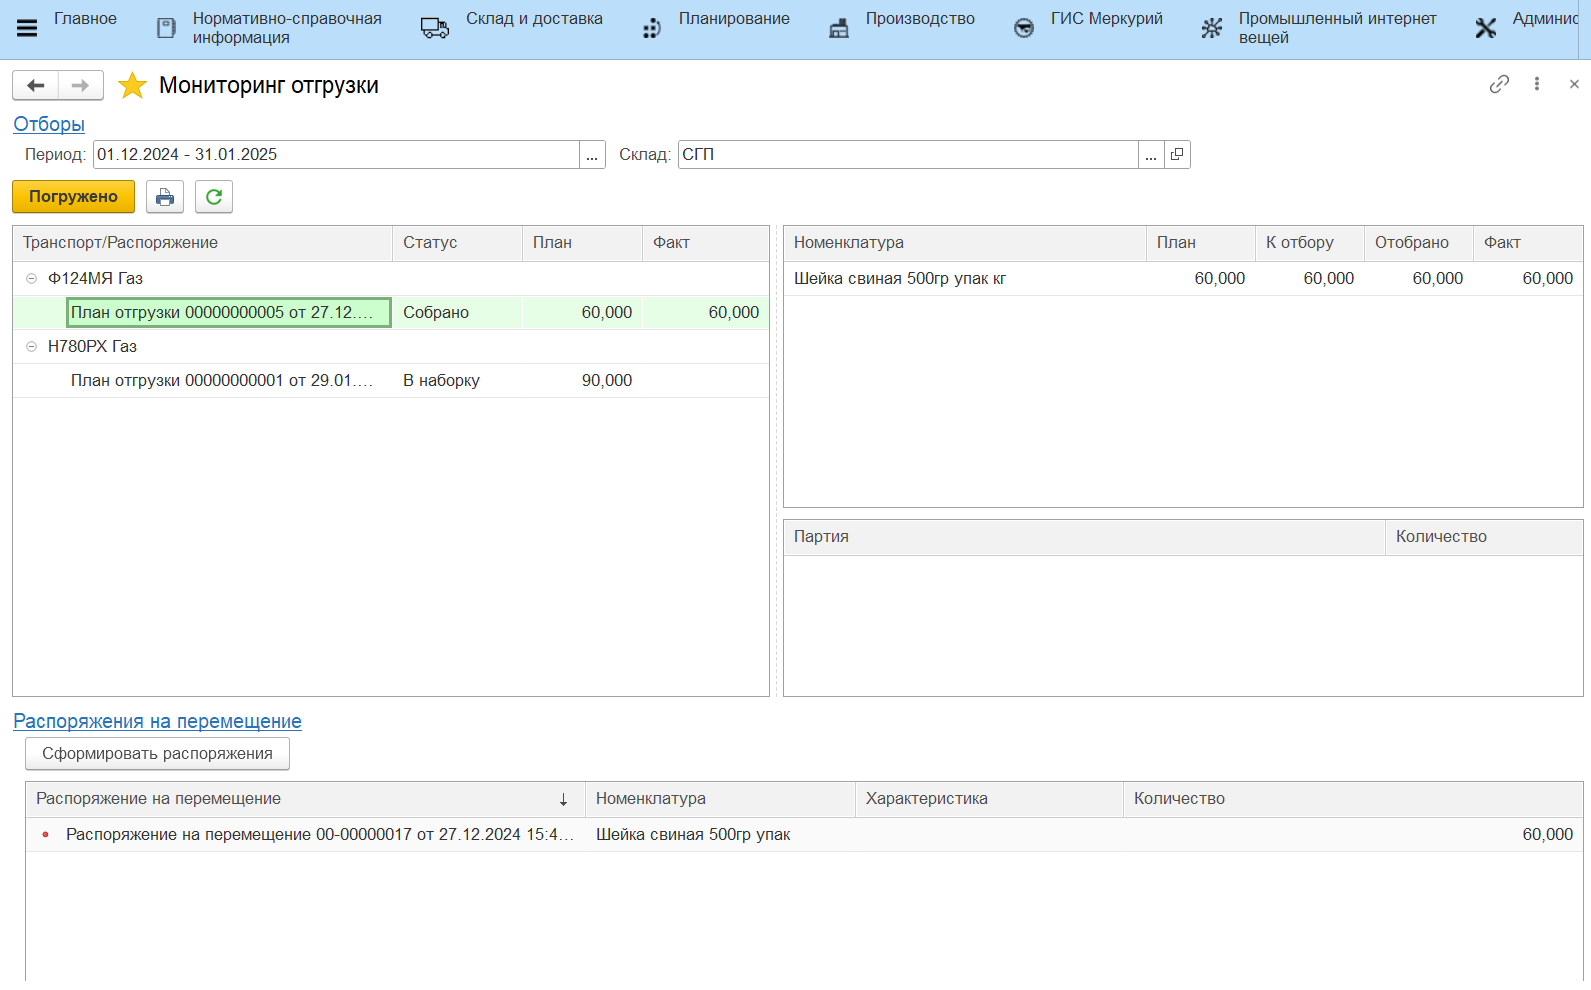 Главное
Нормативно-справочная
информация
Склад и доставка
Планирование
Производство
ГИС Меркурий
Промышленный интернет
вещей
Админис
Мониторинг отгрузки
Отборы
Период: 01.12.2024 - 31.01.2025 ... Склад: СГП ...
Погружено
Транспорт/Распоряжение Статус План Факт
Ф124МЯ Газ
План отгрузки 00000000005 от 27.12.... Собрано 60,000 60,000
Н780РХ Газ
План отгрузки 00000000001 от 29.01.... В наборку 90,000
Номенклатура План К отбору Отобрано Факт
Шейка свиная 500гр упак кг 60,000 60,000 60,000 60,000
Партия Количество
Распоряжения на перемещение
Сформировать распоряжения
Распоряжение на перемещение ↓ Номенклатура Характеристика Количество
Распоряжение на перемещение 00-00000017 от 27.12.2024 15:4... Шейка свиная 500гр упак 60,000